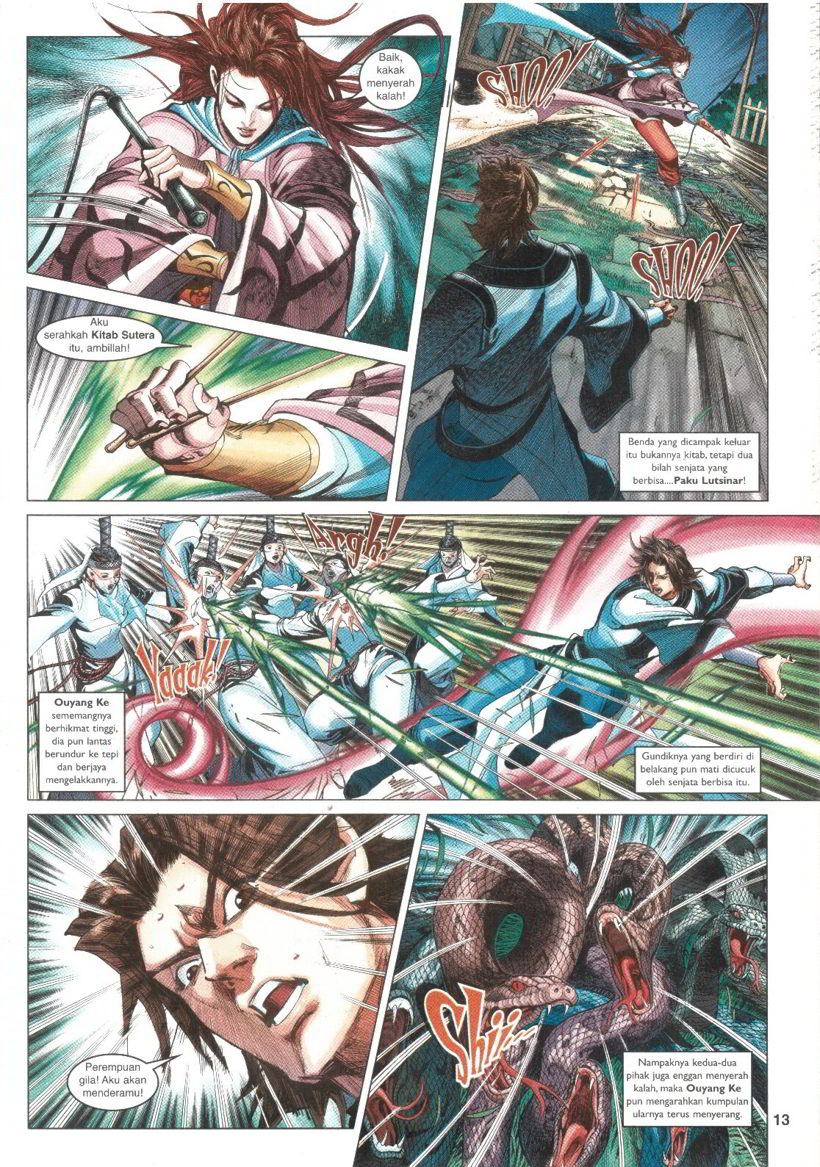 Baik,
kakak
menyerah
kalah!
SHOO!
Aku
serahkah Kitab Sutera
itu, ambillah!
SHOO!
Benda yang dicampak keluar
itu bukannya kitab, tetapi dua
bilah senjata yang
berbisa....Paku Lutsinar!
Argh!
Yaaak!
Ouyang Ke
sememangnya
berhikmat tinggi,
dia pun lantas
berundur ke tepi
dan berjaya
mengelakkannya.
Gundiknya yang berdiri di
belakang pun mati dicucuk
oleh senjata berbisa itu.
Perempuan
gila! Aku akan
menderamu!
Shii...
Nampaknya kedua-dua
pihak juga enggan menyerah
kalah, maka Ouyang Ke
pun mengarahkan kumpulan
ularnya terus menyerang.
13